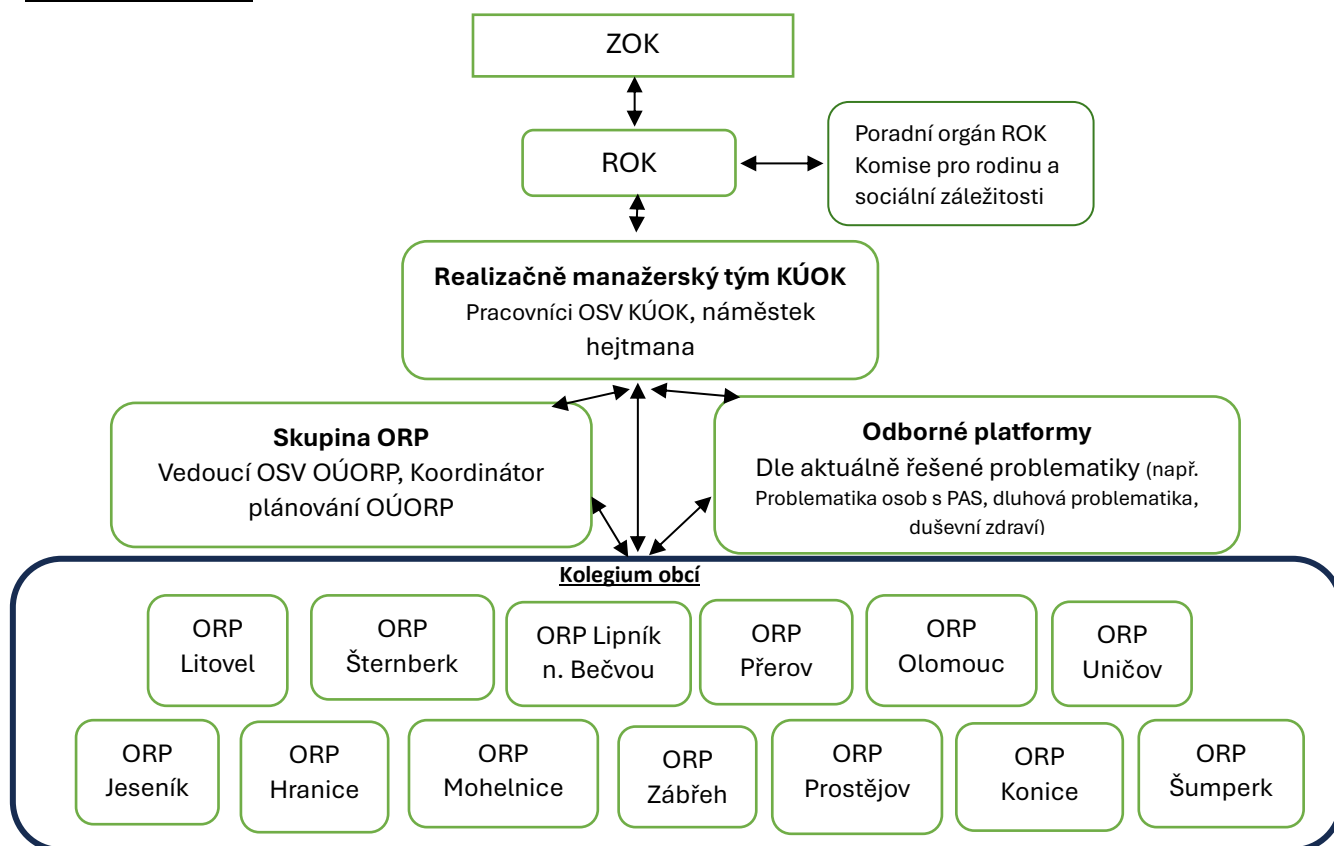 ZOK
ROK
Poradní orgán ROK
Komise pro rodinu a
sociální záležitosti
Realizačně manažerský tým KÚOK
Pracovníci OSV KÚOK, náměstek
hejtmana
Skupina ORP
Vedoucí OSV OÚORP, Koordinátor
plánování OÚORP
Odborné platformy
Dle aktuálně řešené problematiky (např.
Problematika osob s PAS, dluhová problematika,
duševní zdraví)
Kolegium obcí
ORP
Litovel
ORP
Šternberk
ORP Lipník
n. Bečvou
ORP
Přerov
ORP
Olomouc
ORP
Uničov
ORP
Jeseník
ORP
Hranice
ORP
Mohelnice
ORP
Zábřeh
ORP
Prostějov
ORP
Konice
ORP
Šumperk